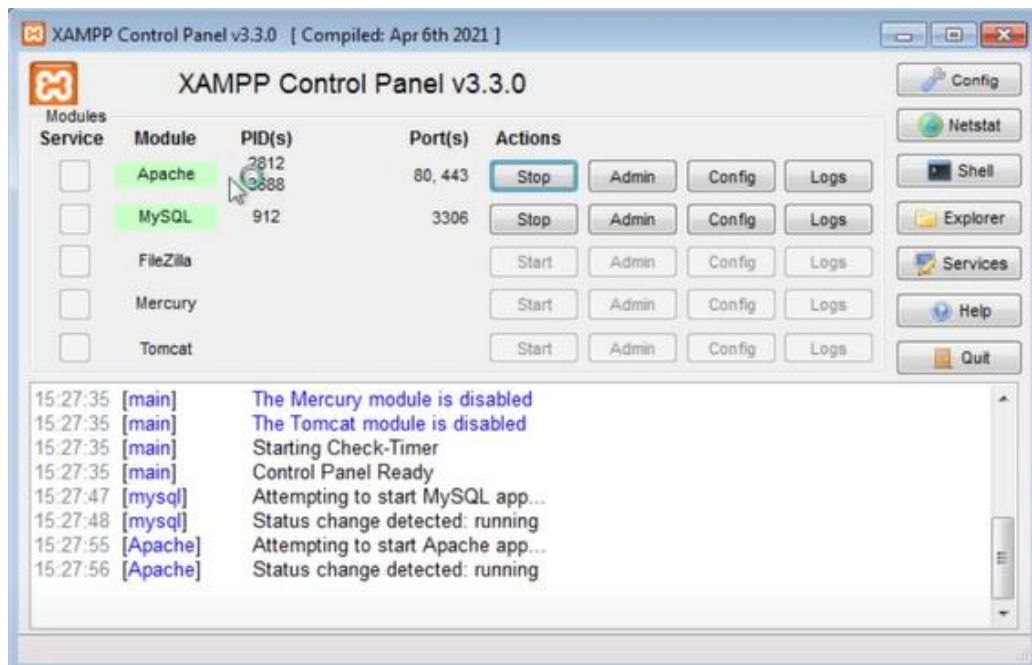 XAMPP Control Panel v3.3.0 [ Compiled: Apr 6th 2021 ]
XAMPP Control Panel v3.3.0
Config
Modules
Service Module PID(s) Port(s) Actions
Netstat
Apache 2812 80, 443 Stop Admin Config Logs
Shell
MySQL 912 3306 Stop Admin Config Logs
Explorer
FileZilla Start Admin Config Logs
Services
Mercury Start Admin Config Logs
Help
Tomcat Start Admin Config Logs
Quit
15:27:35 [main] The Mercury module is disabled
15:27:35 [main] The Tomcat module is disabled
15:27:35 [main] Starting Check-Timer
15:27:35 [main] Control Panel Ready
15:27:47 [mysql] Attempting to start MySQL app...
15:27:48 [mysql] Status change detected: running
15:27:55 [Apache] Attempting to start Apache app...
15:27:56 [Apache] Status change detected: running